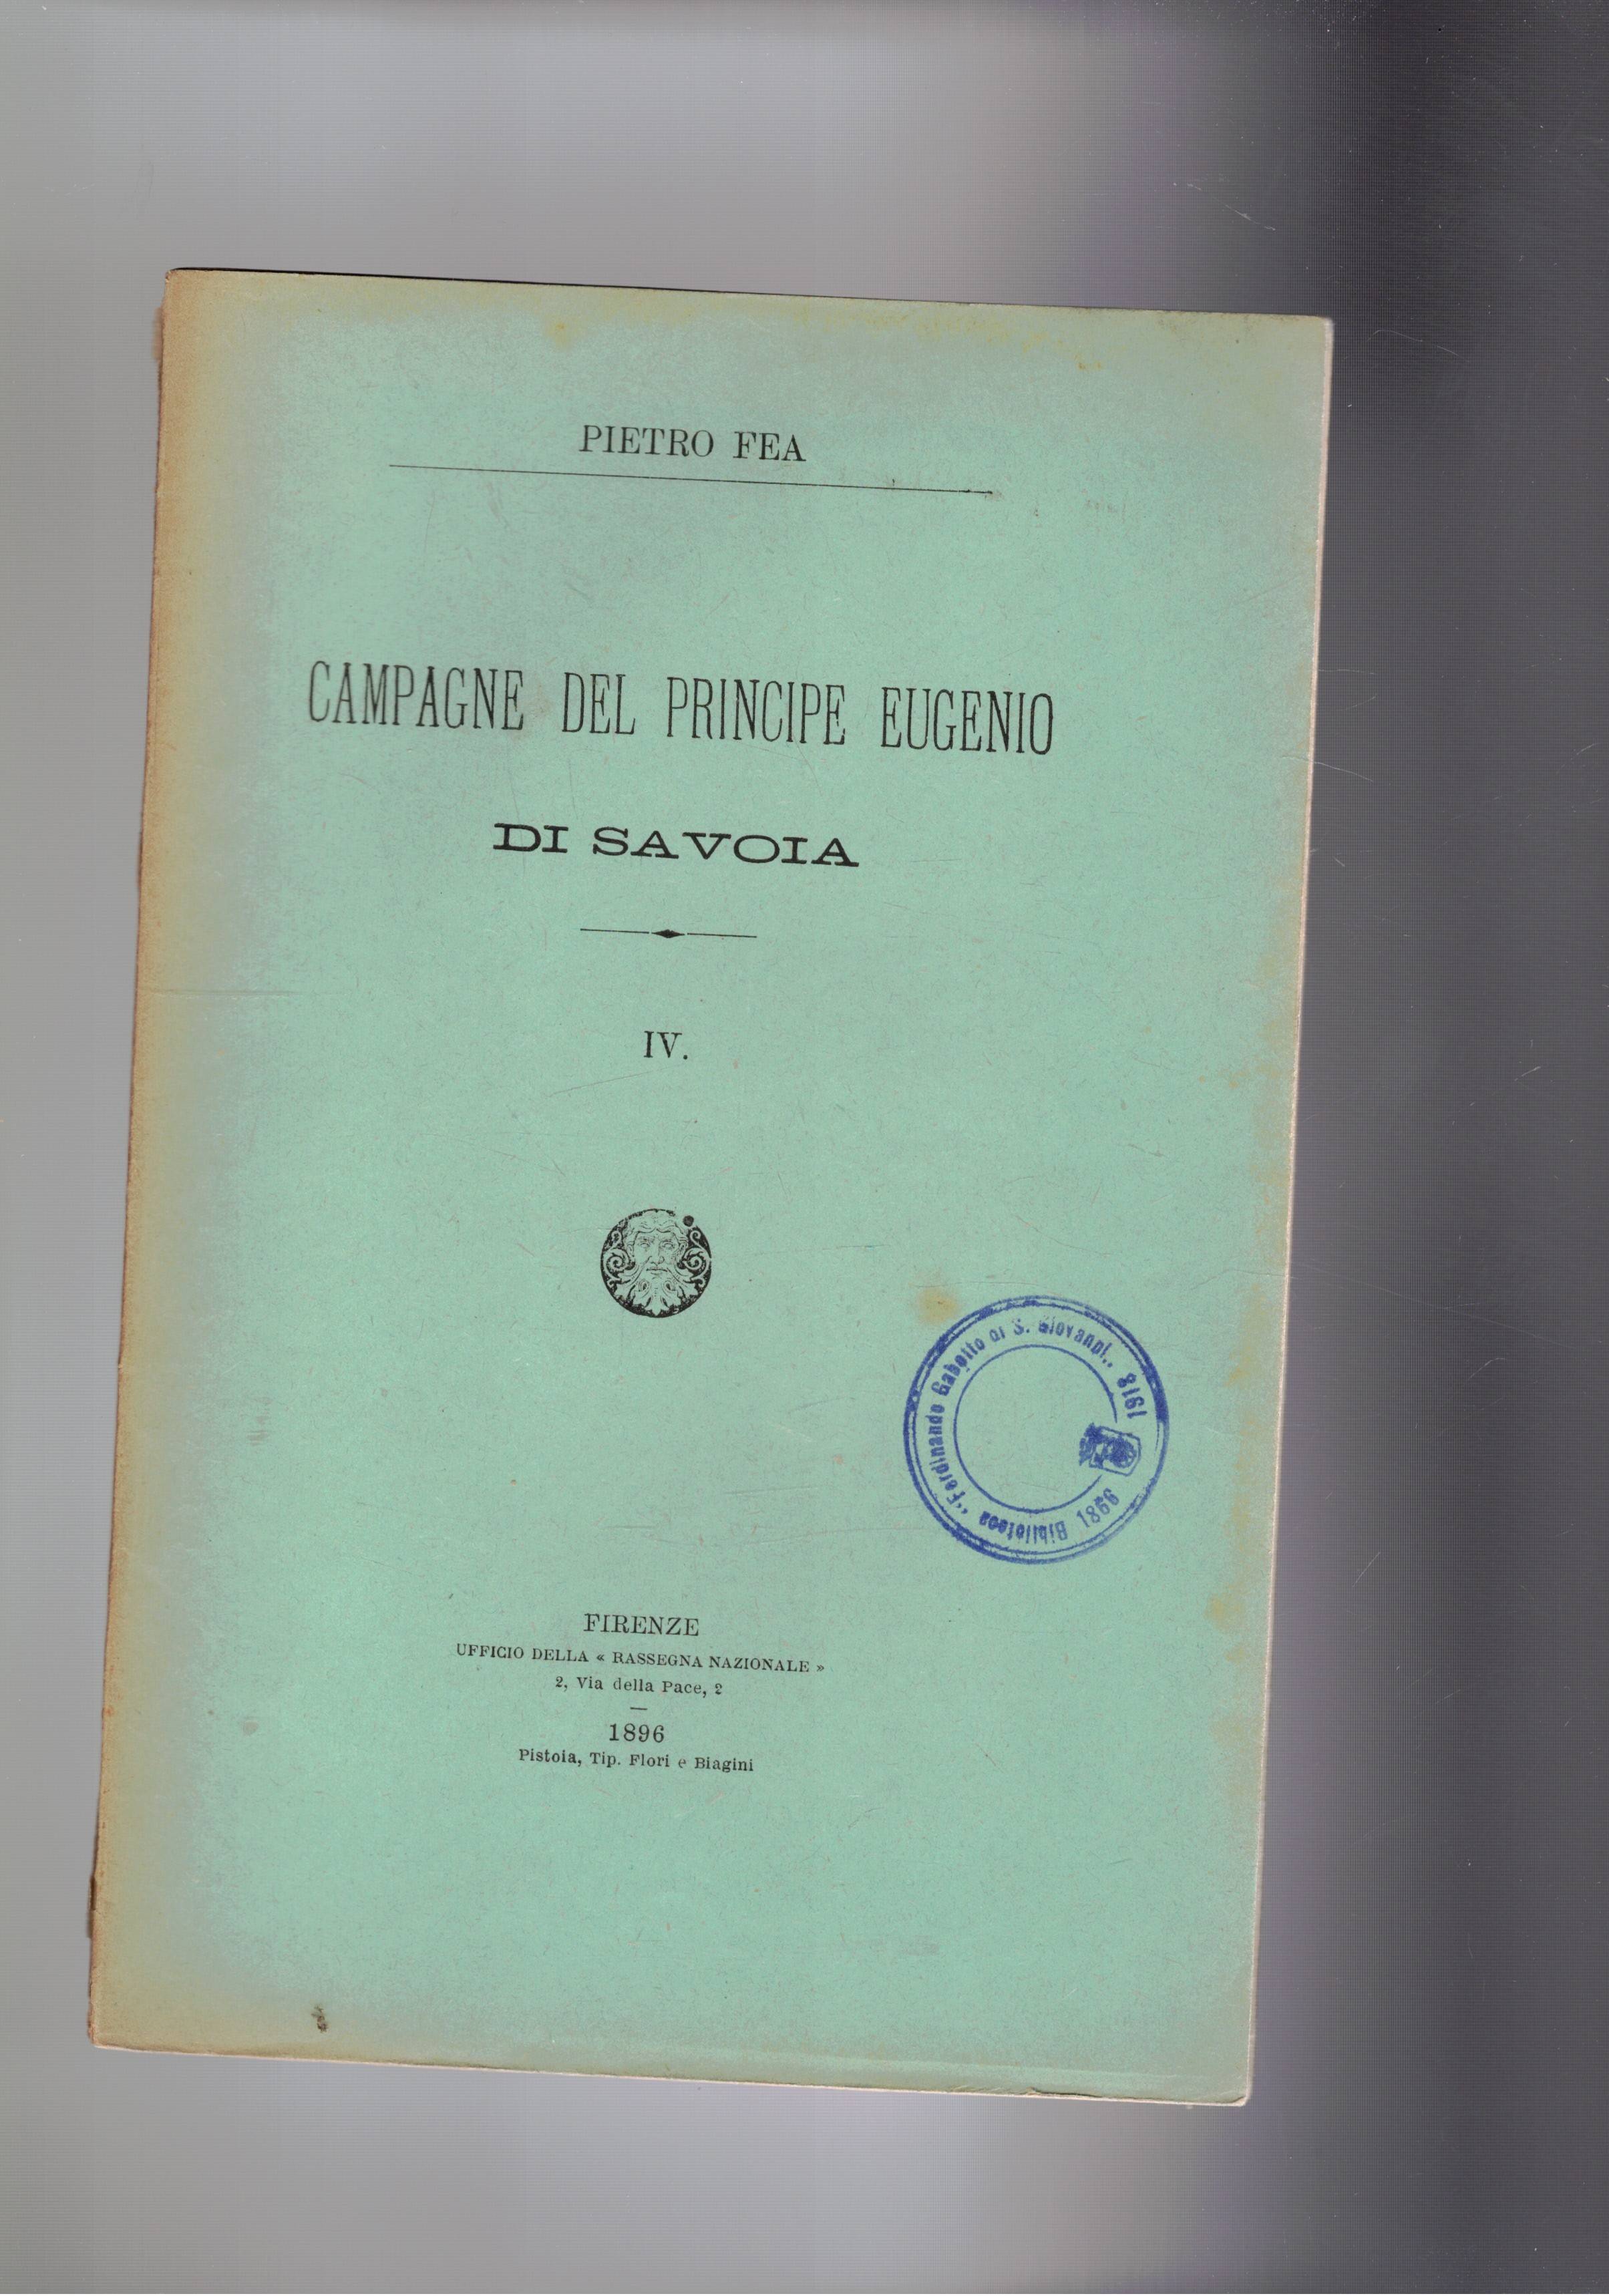 PIETRO FEA
CAMPAGNE DEL PRINCIPE EUGENIO
DI SAVOIA
IV.
Biblioteca "Ferdinando Gabotto di S. Giovanni„ 1918
1866
FIRENZE
UFFICIO DELLA « RASSEGNA NAZIONALE »
2, Via della Pace, 2
1896
Pistoia, Tip. Flori e Biagini